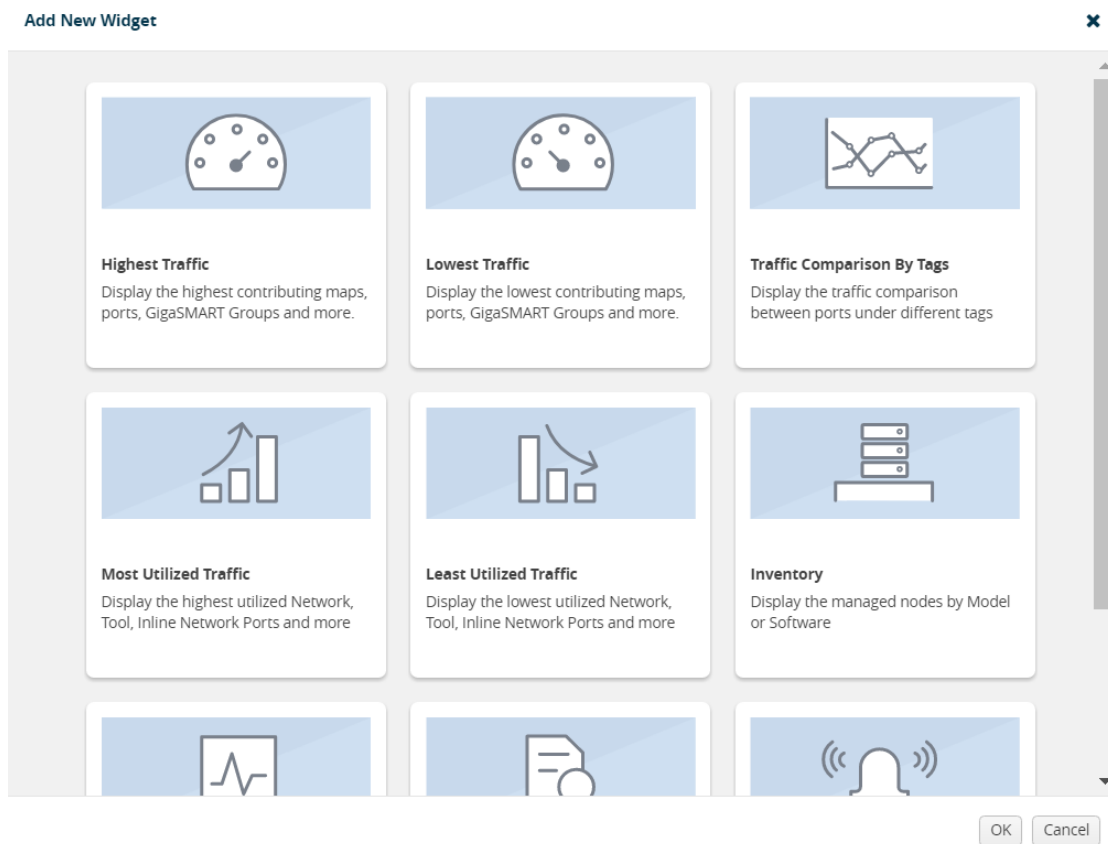 Add New Widget
Highest Traffic
Display the highest contributing maps,
ports, GigaSMART Groups and more.
Lowest Traffic
Display the lowest contributing maps,
ports, GigaSMART Groups and more.
Traffic Comparison By Tags
Display the traffic comparison
between ports under different tags
Most Utilized Traffic
Display the highest utilized Network,
Tool, Inline Network Ports and more
Least Utilized Traffic
Display the lowest utilized Network,
Tool, Inline Network Ports and more
Inventory
Display the managed nodes by Model
or Software
OK
Cancel